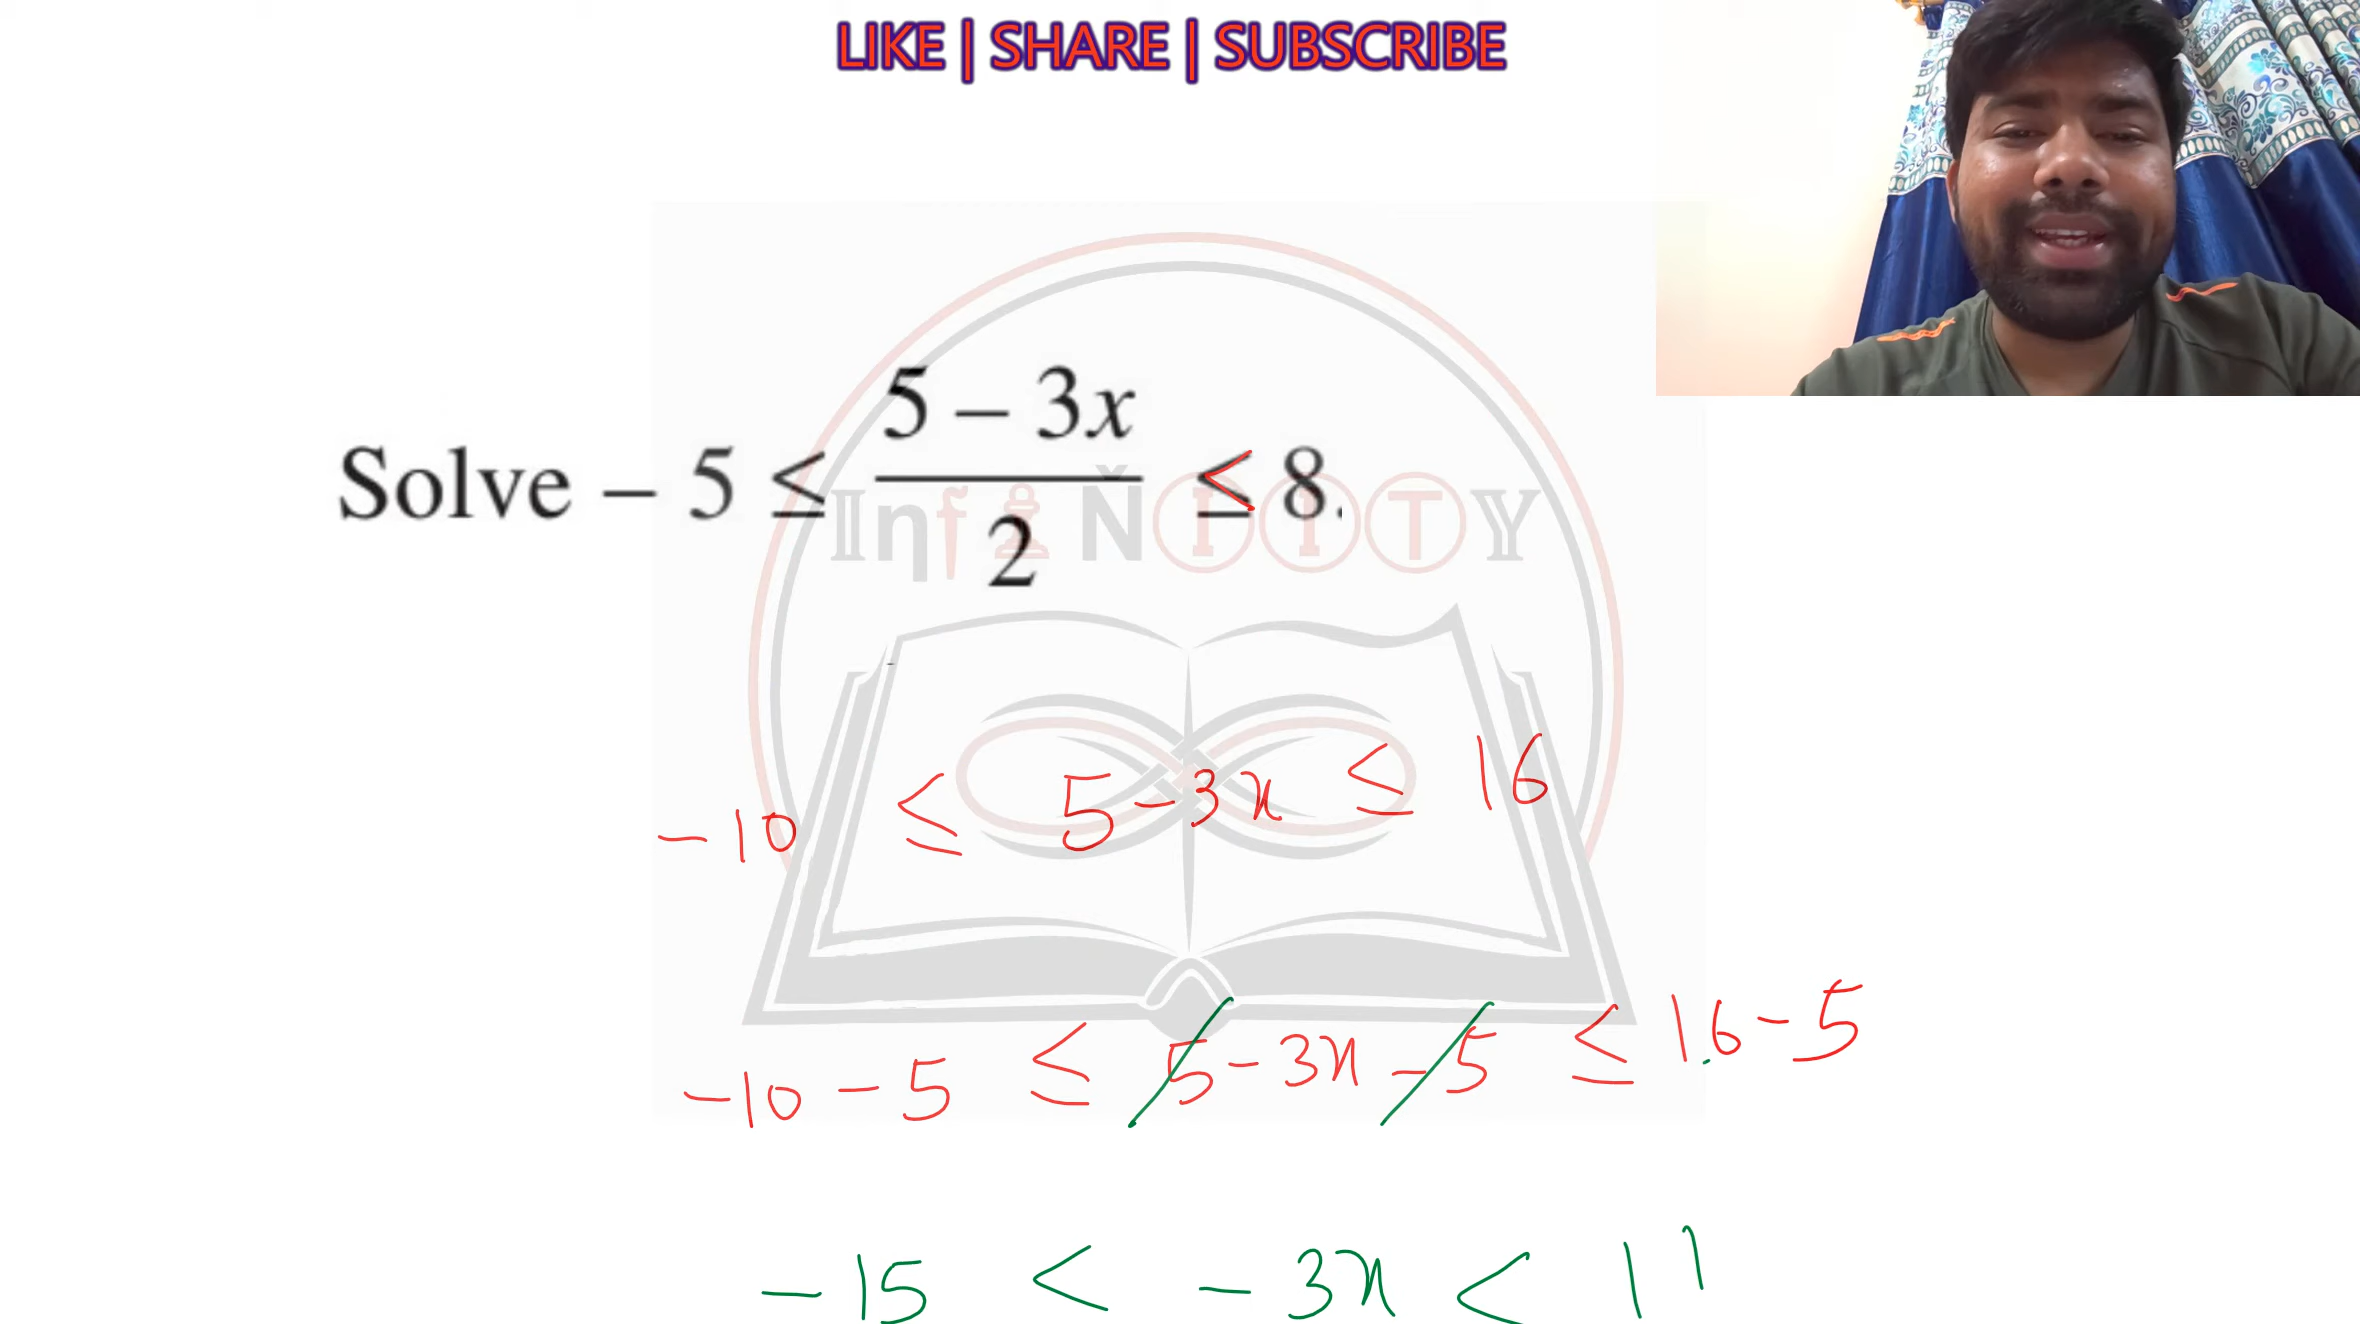 LIKE | SHARE | SUBSCRIBE
Solve – 5 ≤ (5 – 3x)/2 ≤ 8.
Iηf Ň I I T Y
-10 ≤ 5-3x ≤ 16
-10-5 ≤ 5-3x-5 ≤ 16-5
-15 < -3x < 11